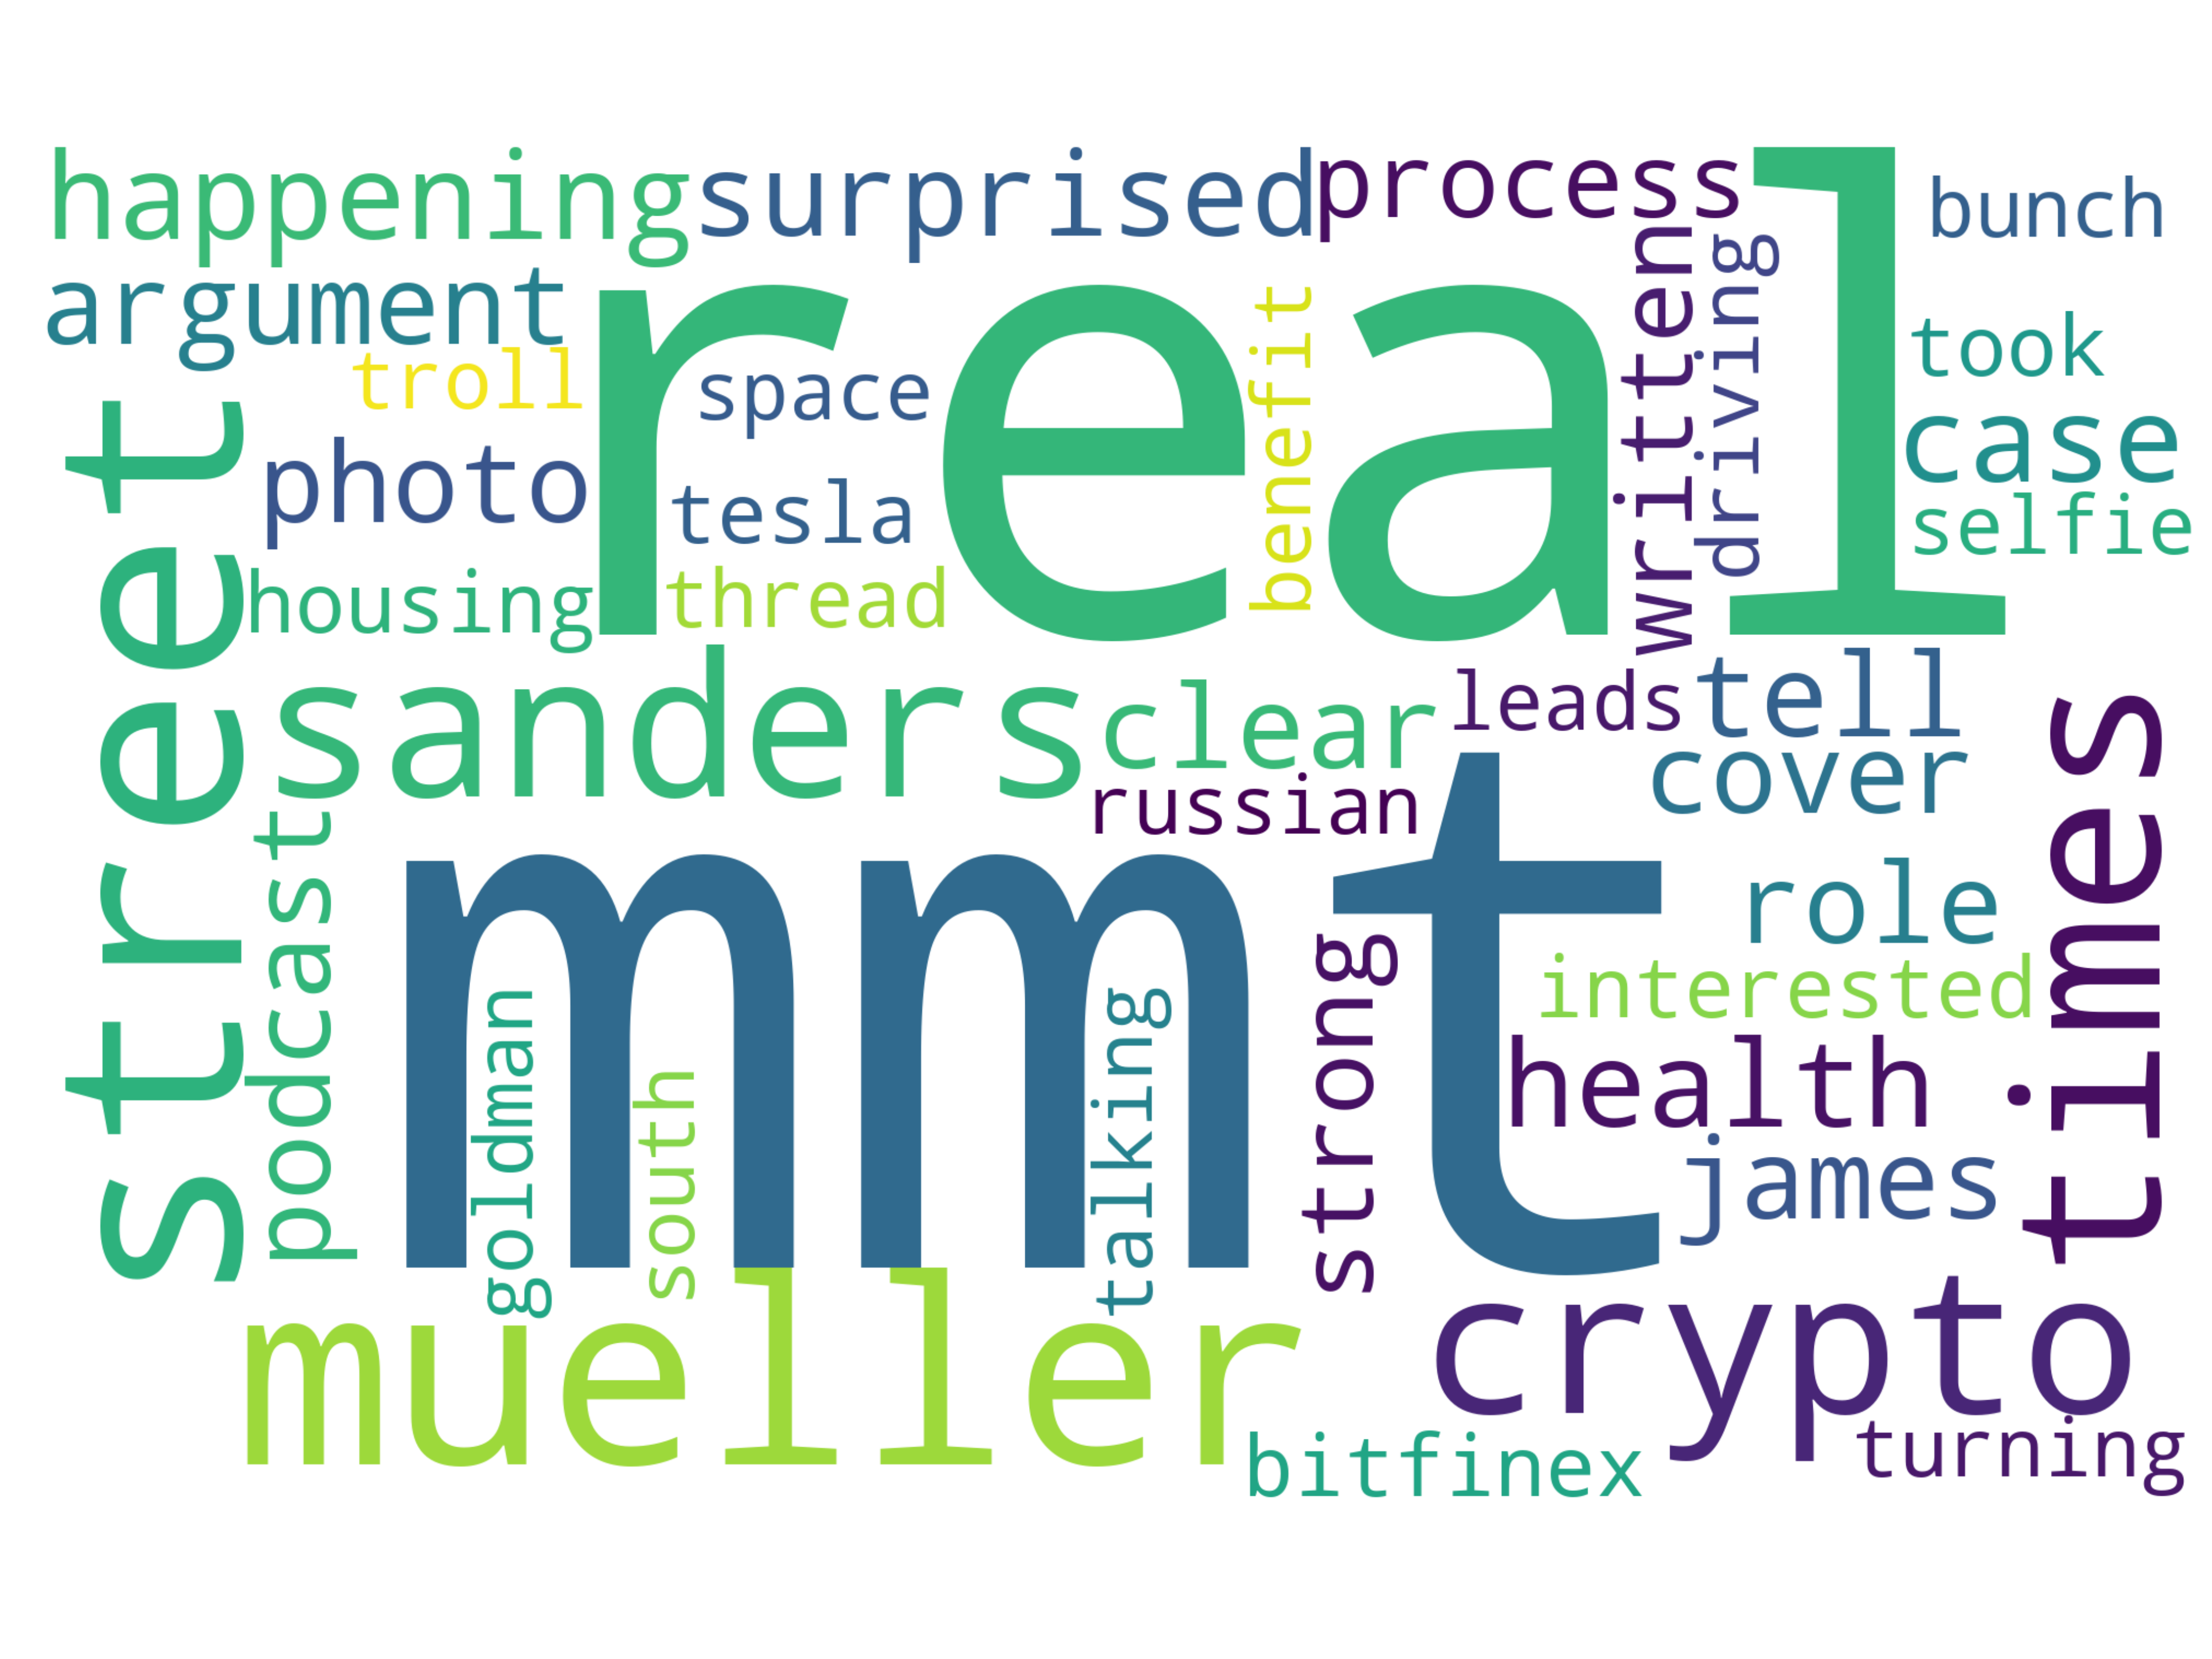 happening
surprised
process
bunch
argument
real
benefit
written
driving
took
troll
space
case
photo
tesla
selfie
street
housing
thread
sanders
clear
leads
tell
times
russian
cover
podcast
mmt
role
interested
goldman
south
talking
strong
health
james
mueller
crypto
bitfinex
turning